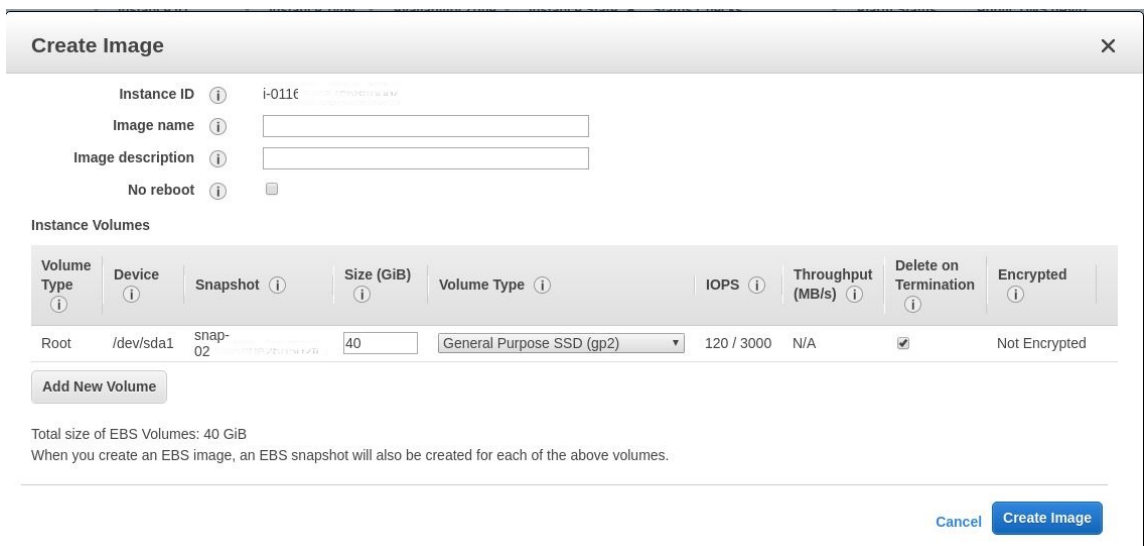 Create Image
Instance ID
i-0116
Image name
Image description
No reboot
Instance Volumes
Volume Type
Device
Snapshot
Size (GiB)
Volume Type
IOPS
Throughput (MB/s)
Delete on Termination
Encrypted
Root /dev/sda1 snap-02 40 General Purpose SSD (gp2) 120 / 3000 N/A Not Encrypted
Add New Volume
Total size of EBS Volumes: 40 GiB
When you create an EBS image, an EBS snapshot will also be created for each of the above volumes.
Cancel Create Image